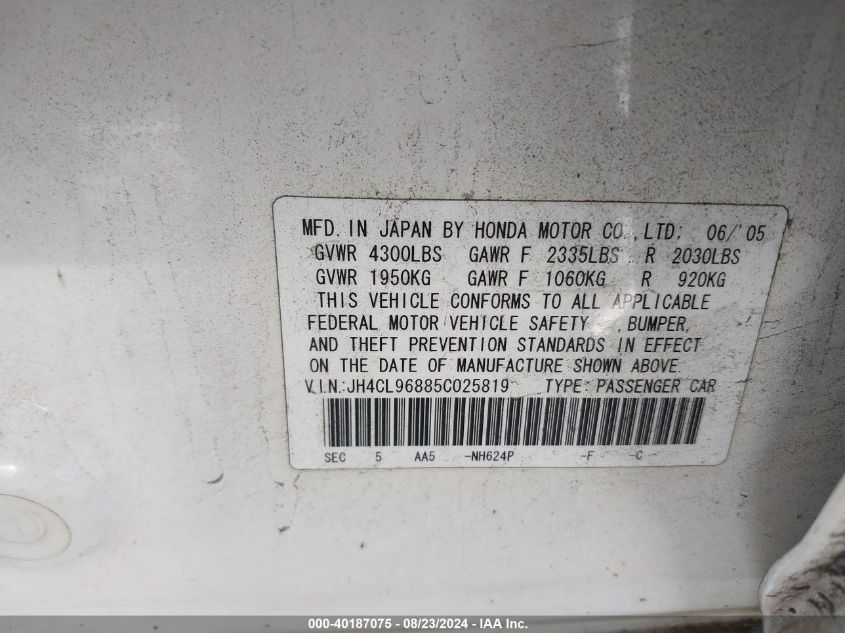 MFD. IN JAPAN BY HONDA MOTOR CO.,LTD. 06/'05
GVWR 4300LBS GAWR F 2335LBS R 2030LBS
GVWR 1950KG GAWR F 1060KG R 920KG
THIS VEHICLE CONFORMS TO ALL APPLICABLE
FEDERAL MOTOR VEHICLE SAFETY ,BUMPER,
AND THEFT PREVENTION STANDARDS IN EFFECT
ON THE DATE OF MANUFACTURE SHOWN ABOVE.
V.I.N.:JH4CL96885C025819 TYPE: PASSENGER CAR
SEC 5 AA5 -NH624P -F -C
000-40187075 - 08/23/2024 - IAA, Inc.